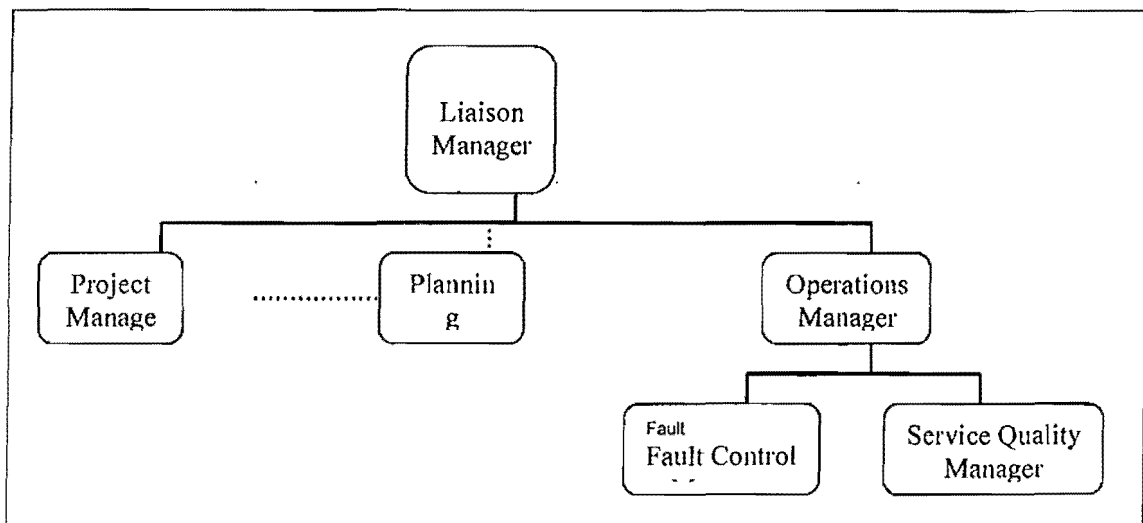 Liaison
Manager
Project
Manage
Plannin
g
Operations
Manager
Fault
Fault Control
Service Quality
Manager